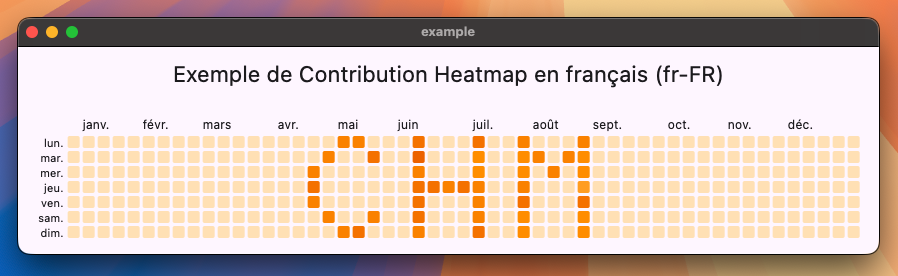 example
Exemple de Contribution Heatmap en français (fr-FR)
janv. févr. mars avr. mai juin juil. août sept. oct. nov. déc.
lun.
mar.
mer.
jeu.
ven.
sam.
dim.
CHM